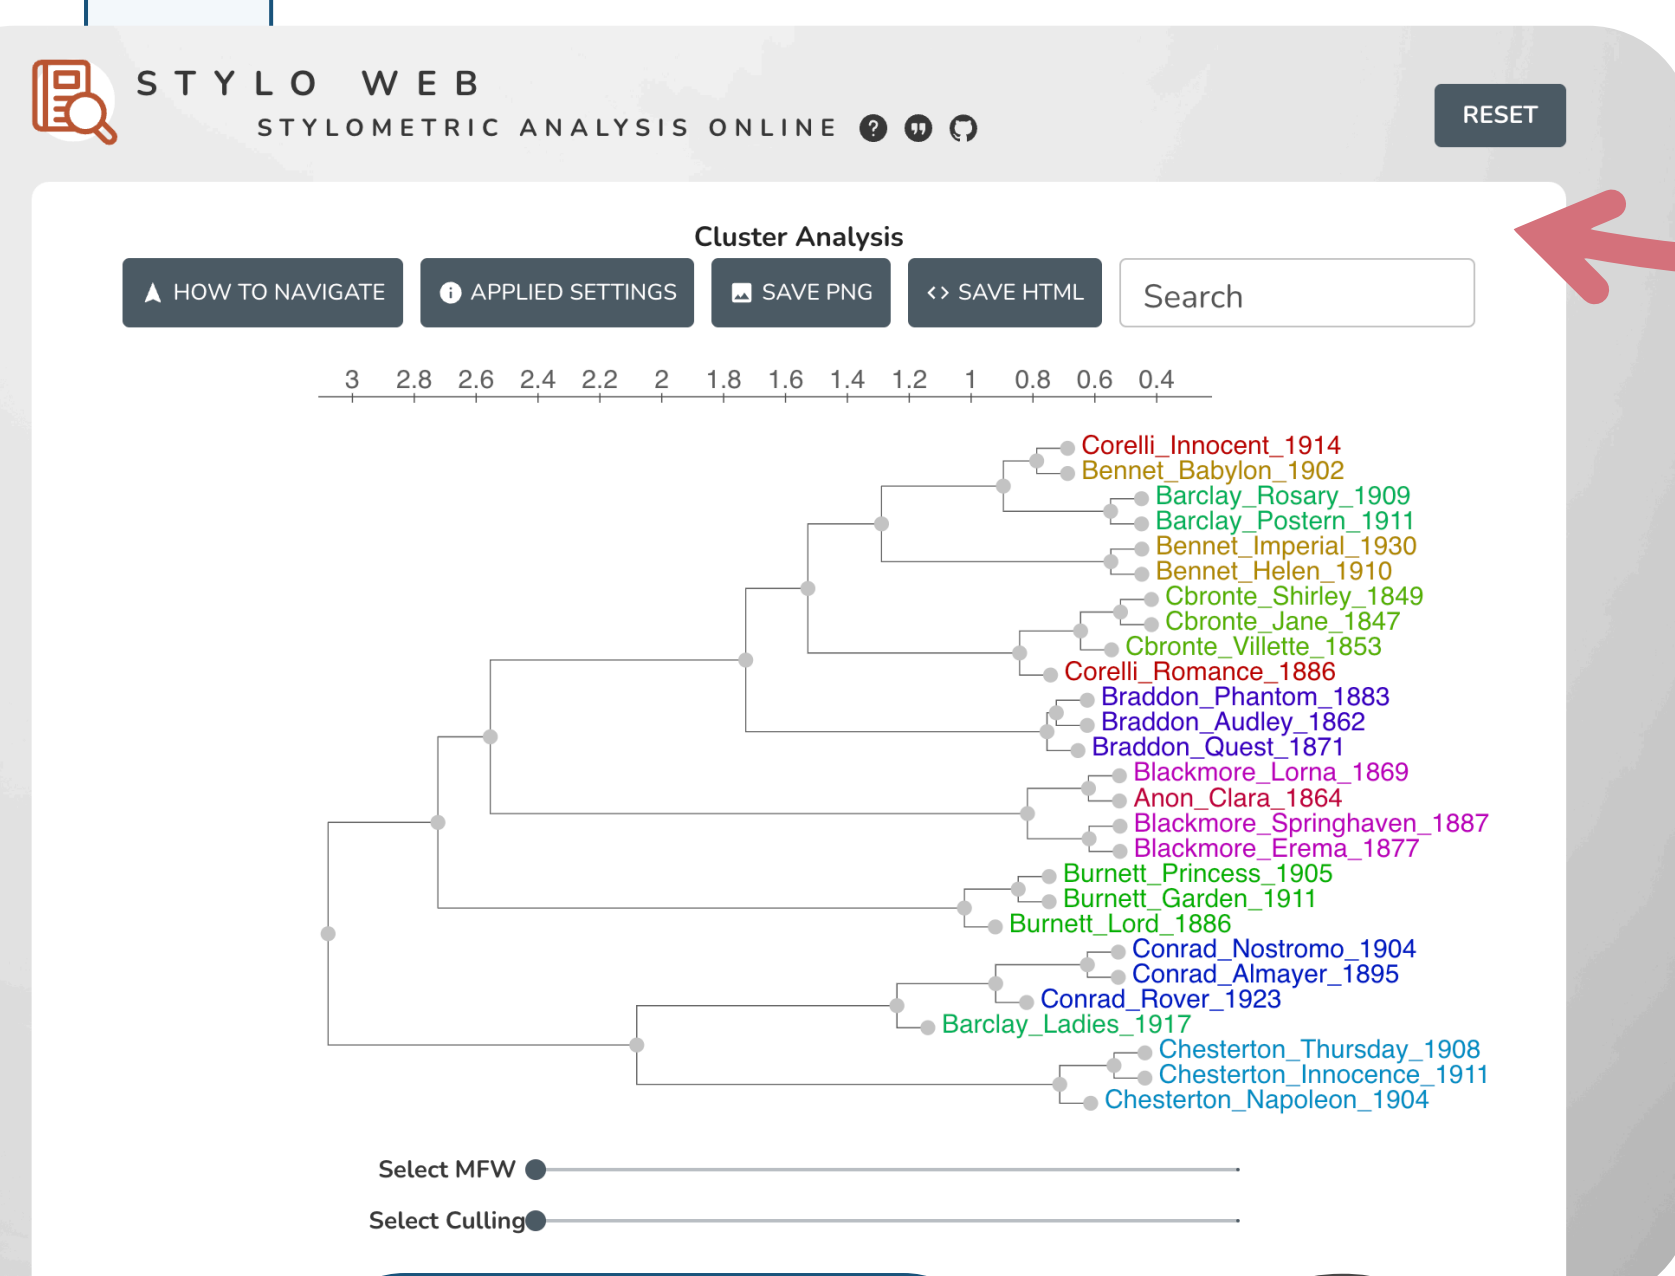 STYLO WEB
STYLOMETRIC ANALYSIS ONLINE ?
RESET
Cluster Analysis
HOW TO NAVIGATE
APPLIED SETTINGS
SAVE PNG
<> SAVE HTML
Search
3 2.8 2.6 2.4 2.2 2 1.8 1.6 1.4 1.2 1 0.8 0.6 0.4
Corelli_Innocent_1914
Bennet_Babylon_1902
Barclay_Rosary_1909
Barclay_Postern_1911
Bennet_Imperial_1930
Bennet_Helen_1910
Cbronte_Shirley_1849
Cbronte_Jane_1847
Cbronte_Villette_1853
Corelli_Romance_1886
Braddon_Phantom_1883
Braddon_Audley_1862
Braddon_Quest_1871
Blackmore_Lorna_1869
Anon_Clara_1864
Blackmore_Springhaven_1887
Blackmore_Erema_1877
Burnett_Princess_1905
Burnett_Garden_1911
Burnett_Lord_1886
Conrad_Nostromo_1904
Conrad_Almayer_1895
Conrad_Rover_1923
Barclay_Ladies_1917
Chesterton_Thursday_1908
Chesterton_Innocence_1911
Chesterton_Napoleon_1904
Select MFW
Select Culling